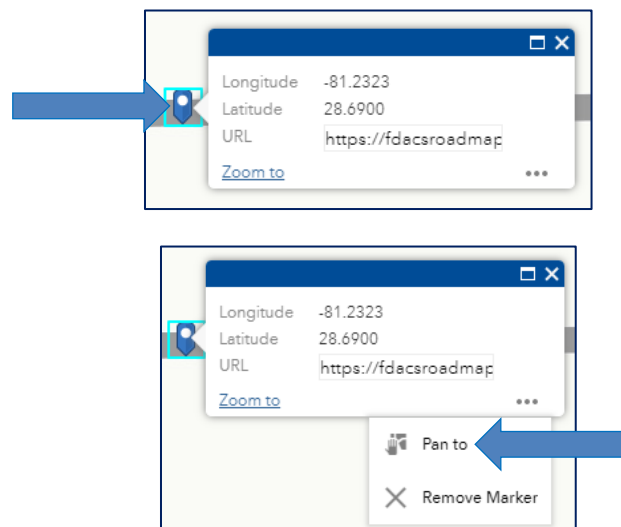 Longitude -81.2323
Latitude 28.6900
URL https://fdacsroadmap
Zoom to
Longitude -81.2323
Latitude 28.6900
URL https://fdacsroadmap
Zoom to
Pan to
Remove Marker